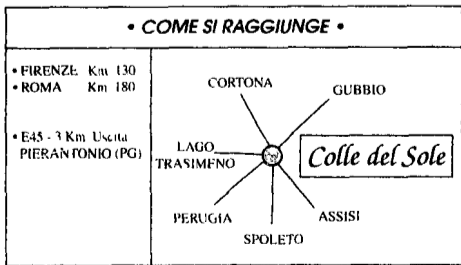 • COME SI RAGGIUNGE •
• FIRENZE Km 130
• ROMA Km 180
• E45 - 3 Km Uscita
PIERANTONIO (PG)
CORTONA
GUBBIO
LAGO
TRASIMENO
Colle del Sole
PERUGIA
ASSISI
SPOLETO